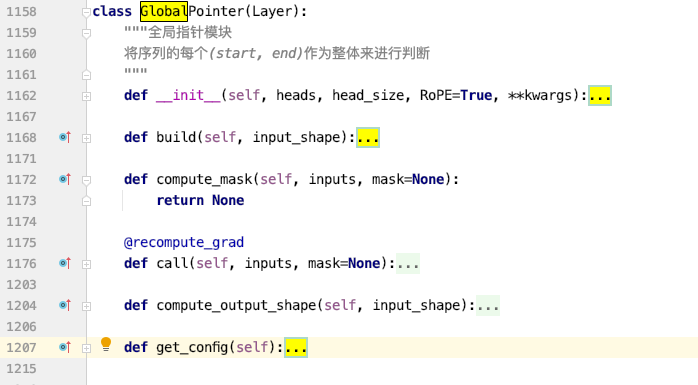 1158 class GlobalPointer(Layer):
1159 """全局指针模块
1160 将序列的每个(start, end)作为整体来进行判断
1161 """
1162 def __init__(self, heads, head_size, RoPE=True, **kwargs):...
1167
1168 def build(self, input_shape):...
1171
1172 def compute_mask(self, inputs, mask=None):
1173 return None
1174
1175 @recompute_grad
1176 def call(self, inputs, mask=None):...
1203
1204 def compute_output_shape(self, input_shape):...
1206
1207 def get_config(self):...
1215